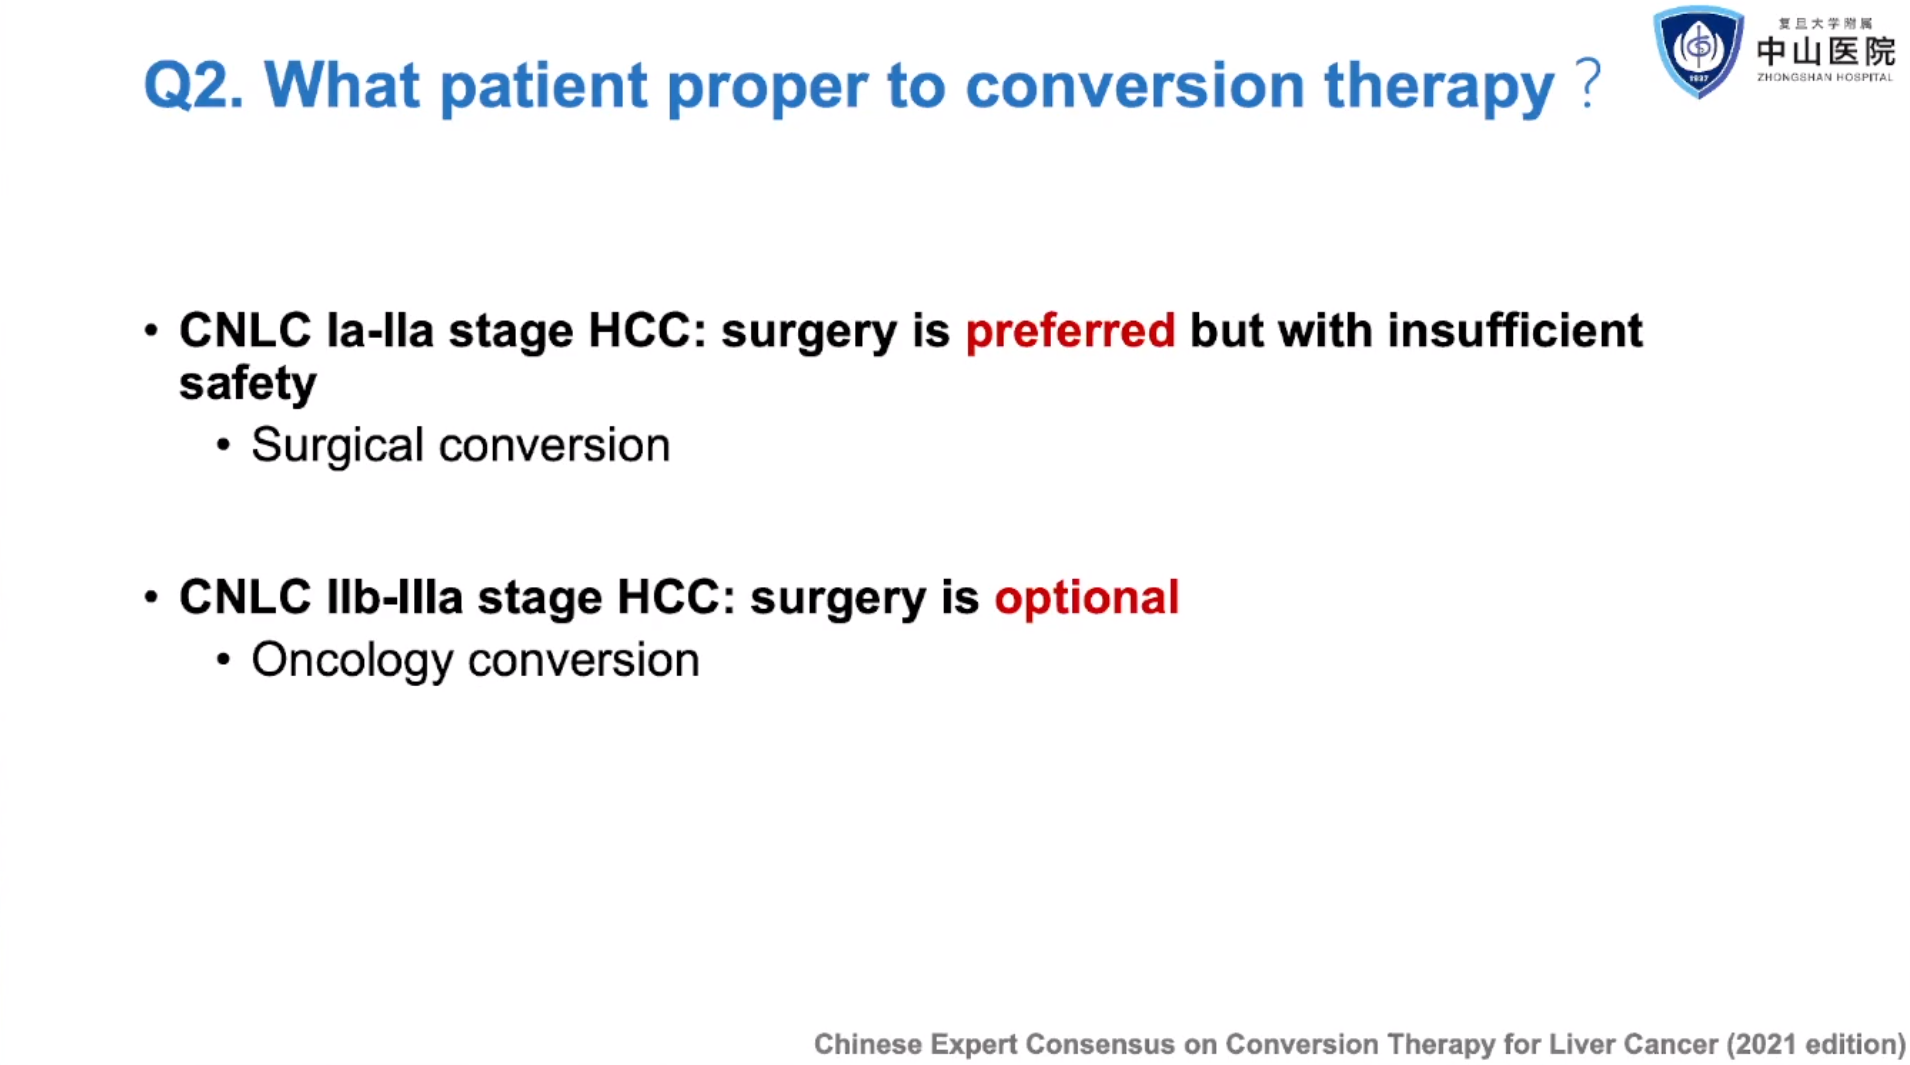 Q2. What patient proper to conversion therapy？
复旦大学附属
中山医院
ZHONGSHAN HOSPITAL
1937
• CNLC Ia-IIa stage HCC: surgery is preferred but with insufficient
safety
• Surgical conversion
• CNLC IIb-IIIa stage HCC: surgery is optional
• Oncology conversion
Chinese Expert Consensus on Conversion Therapy for Liver Cancer (2021 edition)